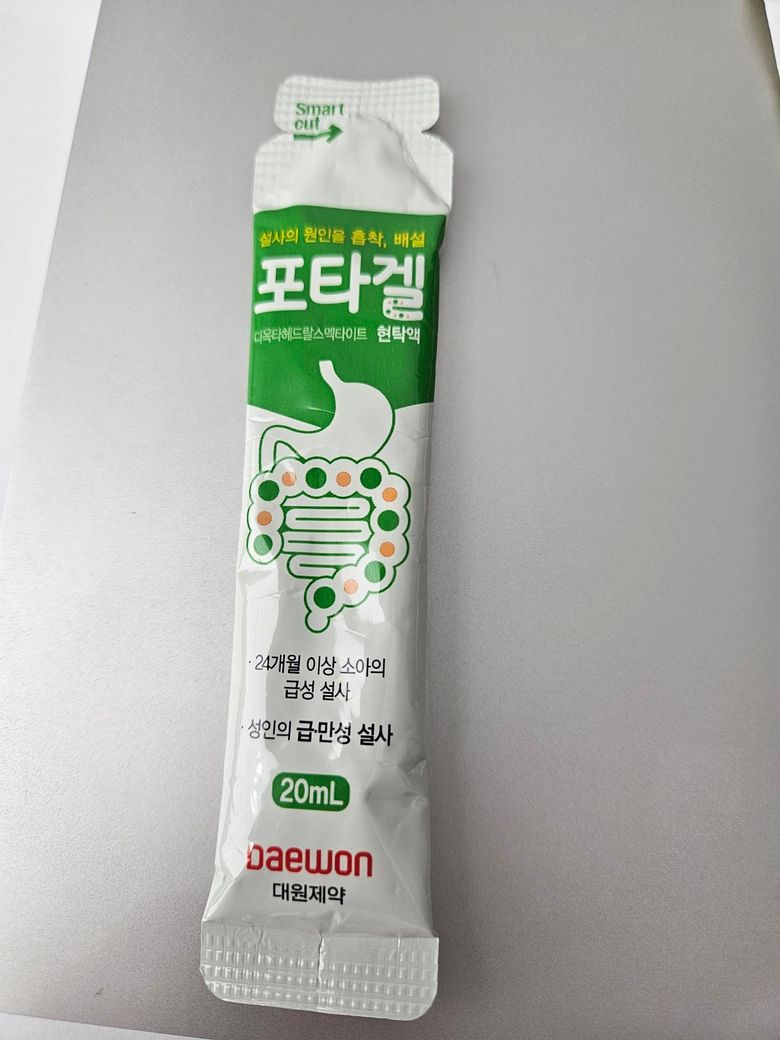 Smart
cut
설사의 원인을 흡착, 배설
포타겔
디옥타헤드랄스멕타이트 현탁액
· 24개월 이상 소아의
급성 설사
· 성인의 급·만성 설사
20mL
Daewon
대원제약